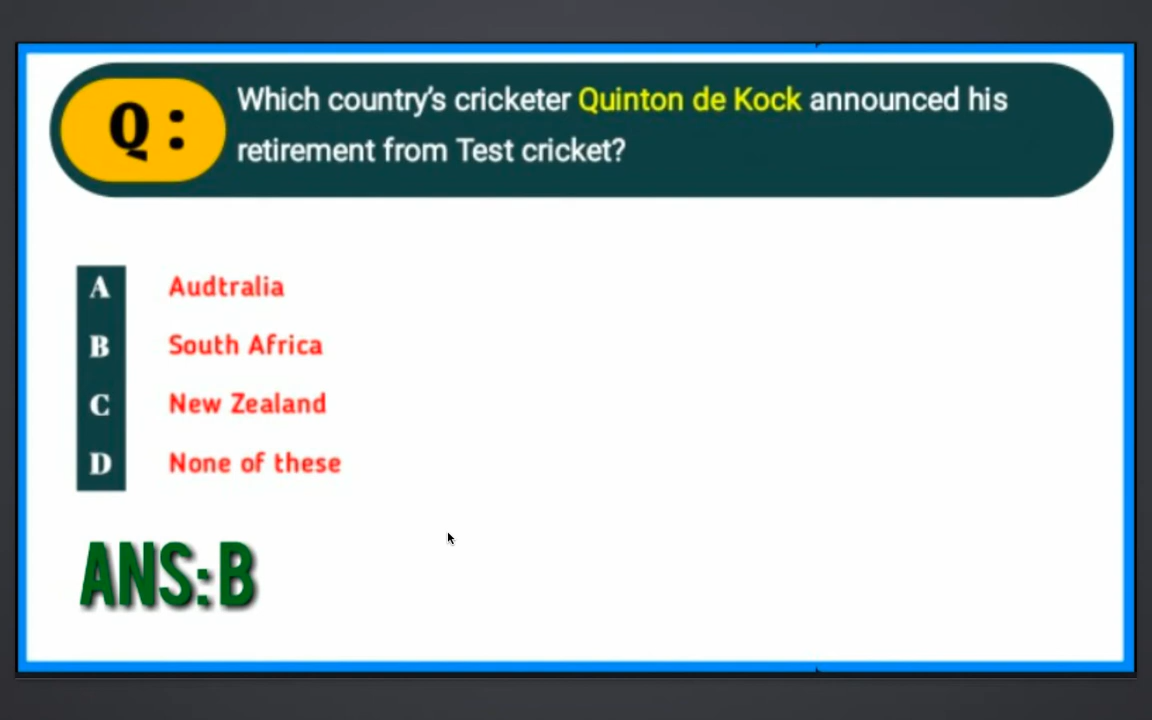 Q :
Which country's cricketer Quinton de Kock announced his
retirement from Test cricket?
A Audtralia
B South Africa
C New Zealand
D None of these
ANS:B